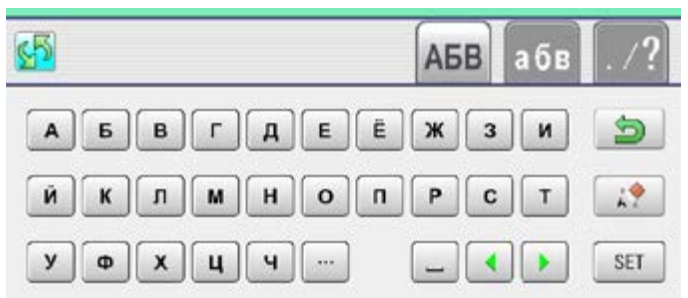 АБВ абв ./?
А Б В Г Д Е Ё Ж З И
Й К Л М Н О П Р С Т
У Ф Х Ц Ч ... SET